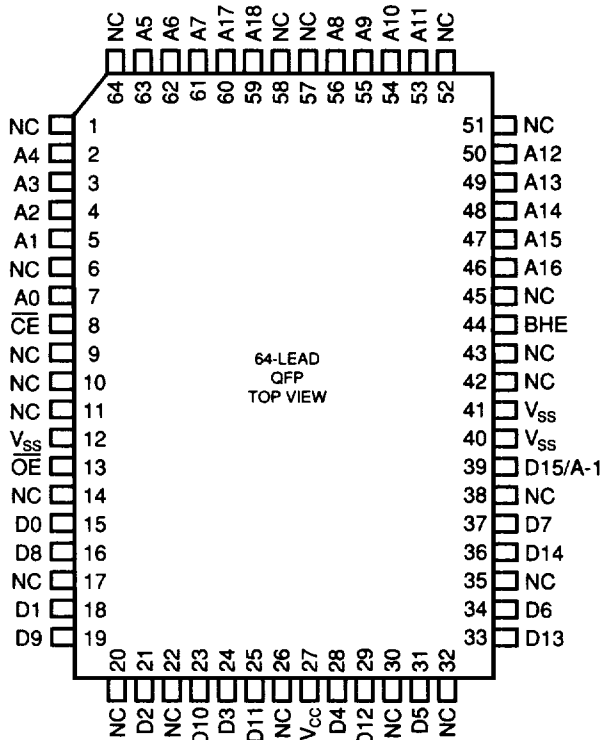 NC A5 A6 A7 A17 A18 NC NC A8 A9 A10 A11 NC
64 63 62 61 60 59 58 57 56 55 54 53 52
NC 1 51 NC
A4 2 50 A12
A3 3 49 A13
A2 4 48 A14
A1 5 47 A15
NC 6 46 A16
A0 7 45 NC
C̅E̅ 8 44 BHE
NC 9 43 NC
NC 10 42 NC
NC 11 41 VSS
VSS 12 40 VSS
O̅E̅ 13 39 D15/A-1
NC 14 38 NC
D0 15 37 D7
D8 16 36 D14
NC 17 35 NC
D1 18 34 D6
D9 19 33 D13
64-LEAD
QFP
TOP VIEW
20 21 22 23 24 25 26 27 28 29 30 31 32
NC D2 NC D10 D3 D11 NC VCC D4 D12 NC D5 NC